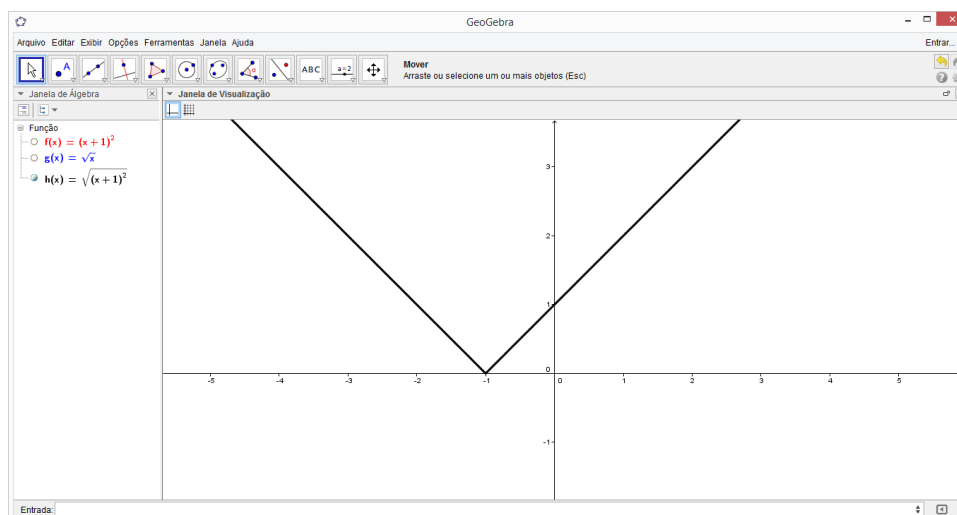 GeoGebra
Arquivo Editar Exibir Opções Ferramentas Janela Ajuda
Entrar...
A
α
ABC
a=2
Mover
Arraste ou selecione um ou mais objetos (Esc)
Janela de Álgebra
Janela de Visualização
Função
f(x) = (x + 1)²
g(x) = √x
h(x) = √(x + 1)²
3
2
1
0
-1
-5 -4 -3 -2 -1 0 1 2 3 4 5
Entrada: